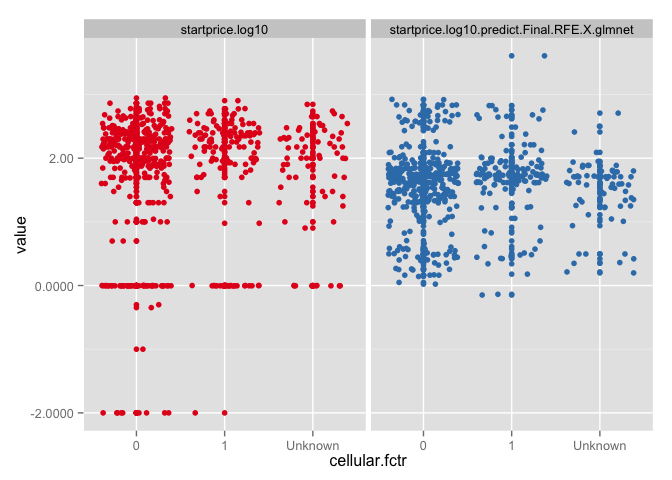 startprice.log10 startprice.log10.predict.Final.RFE.X.glmnet
value
2.00
0.0000
-2.0000
0 1 Unknown 0 1 Unknown
cellular.fctr